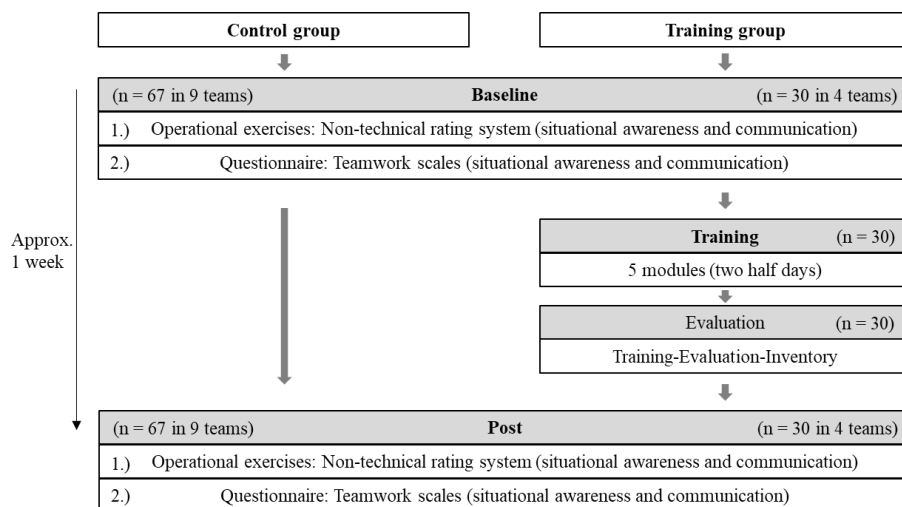 Control group
Training group
(n = 67 in 9 teams) Baseline (n = 30 in 4 teams)
1.) Operational exercises: Non-technical rating system (situational awareness and communication)
2.) Questionnaire: Teamwork scales (situational awareness and communication)
Approx.
1 week
Training (n = 30)
5 modules (two half days)
Evaluation (n = 30)
Training-Evaluation-Inventory
(n = 67 in 9 teams) Post (n = 30 in 4 teams)
1.) Operational exercises: Non-technical rating system (situational awareness and communication)
2.) Questionnaire: Teamwork scales (situational awareness and communication)